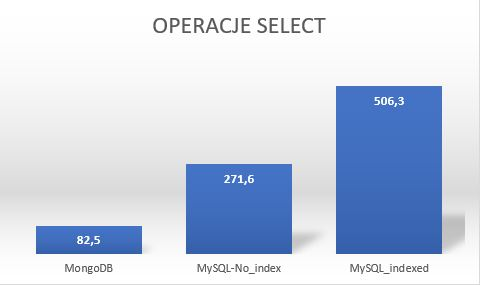 OPERACJE SELECT
506,3
271,6
82,5
MongoDB
MySQL-No_index
MySQL_indexed